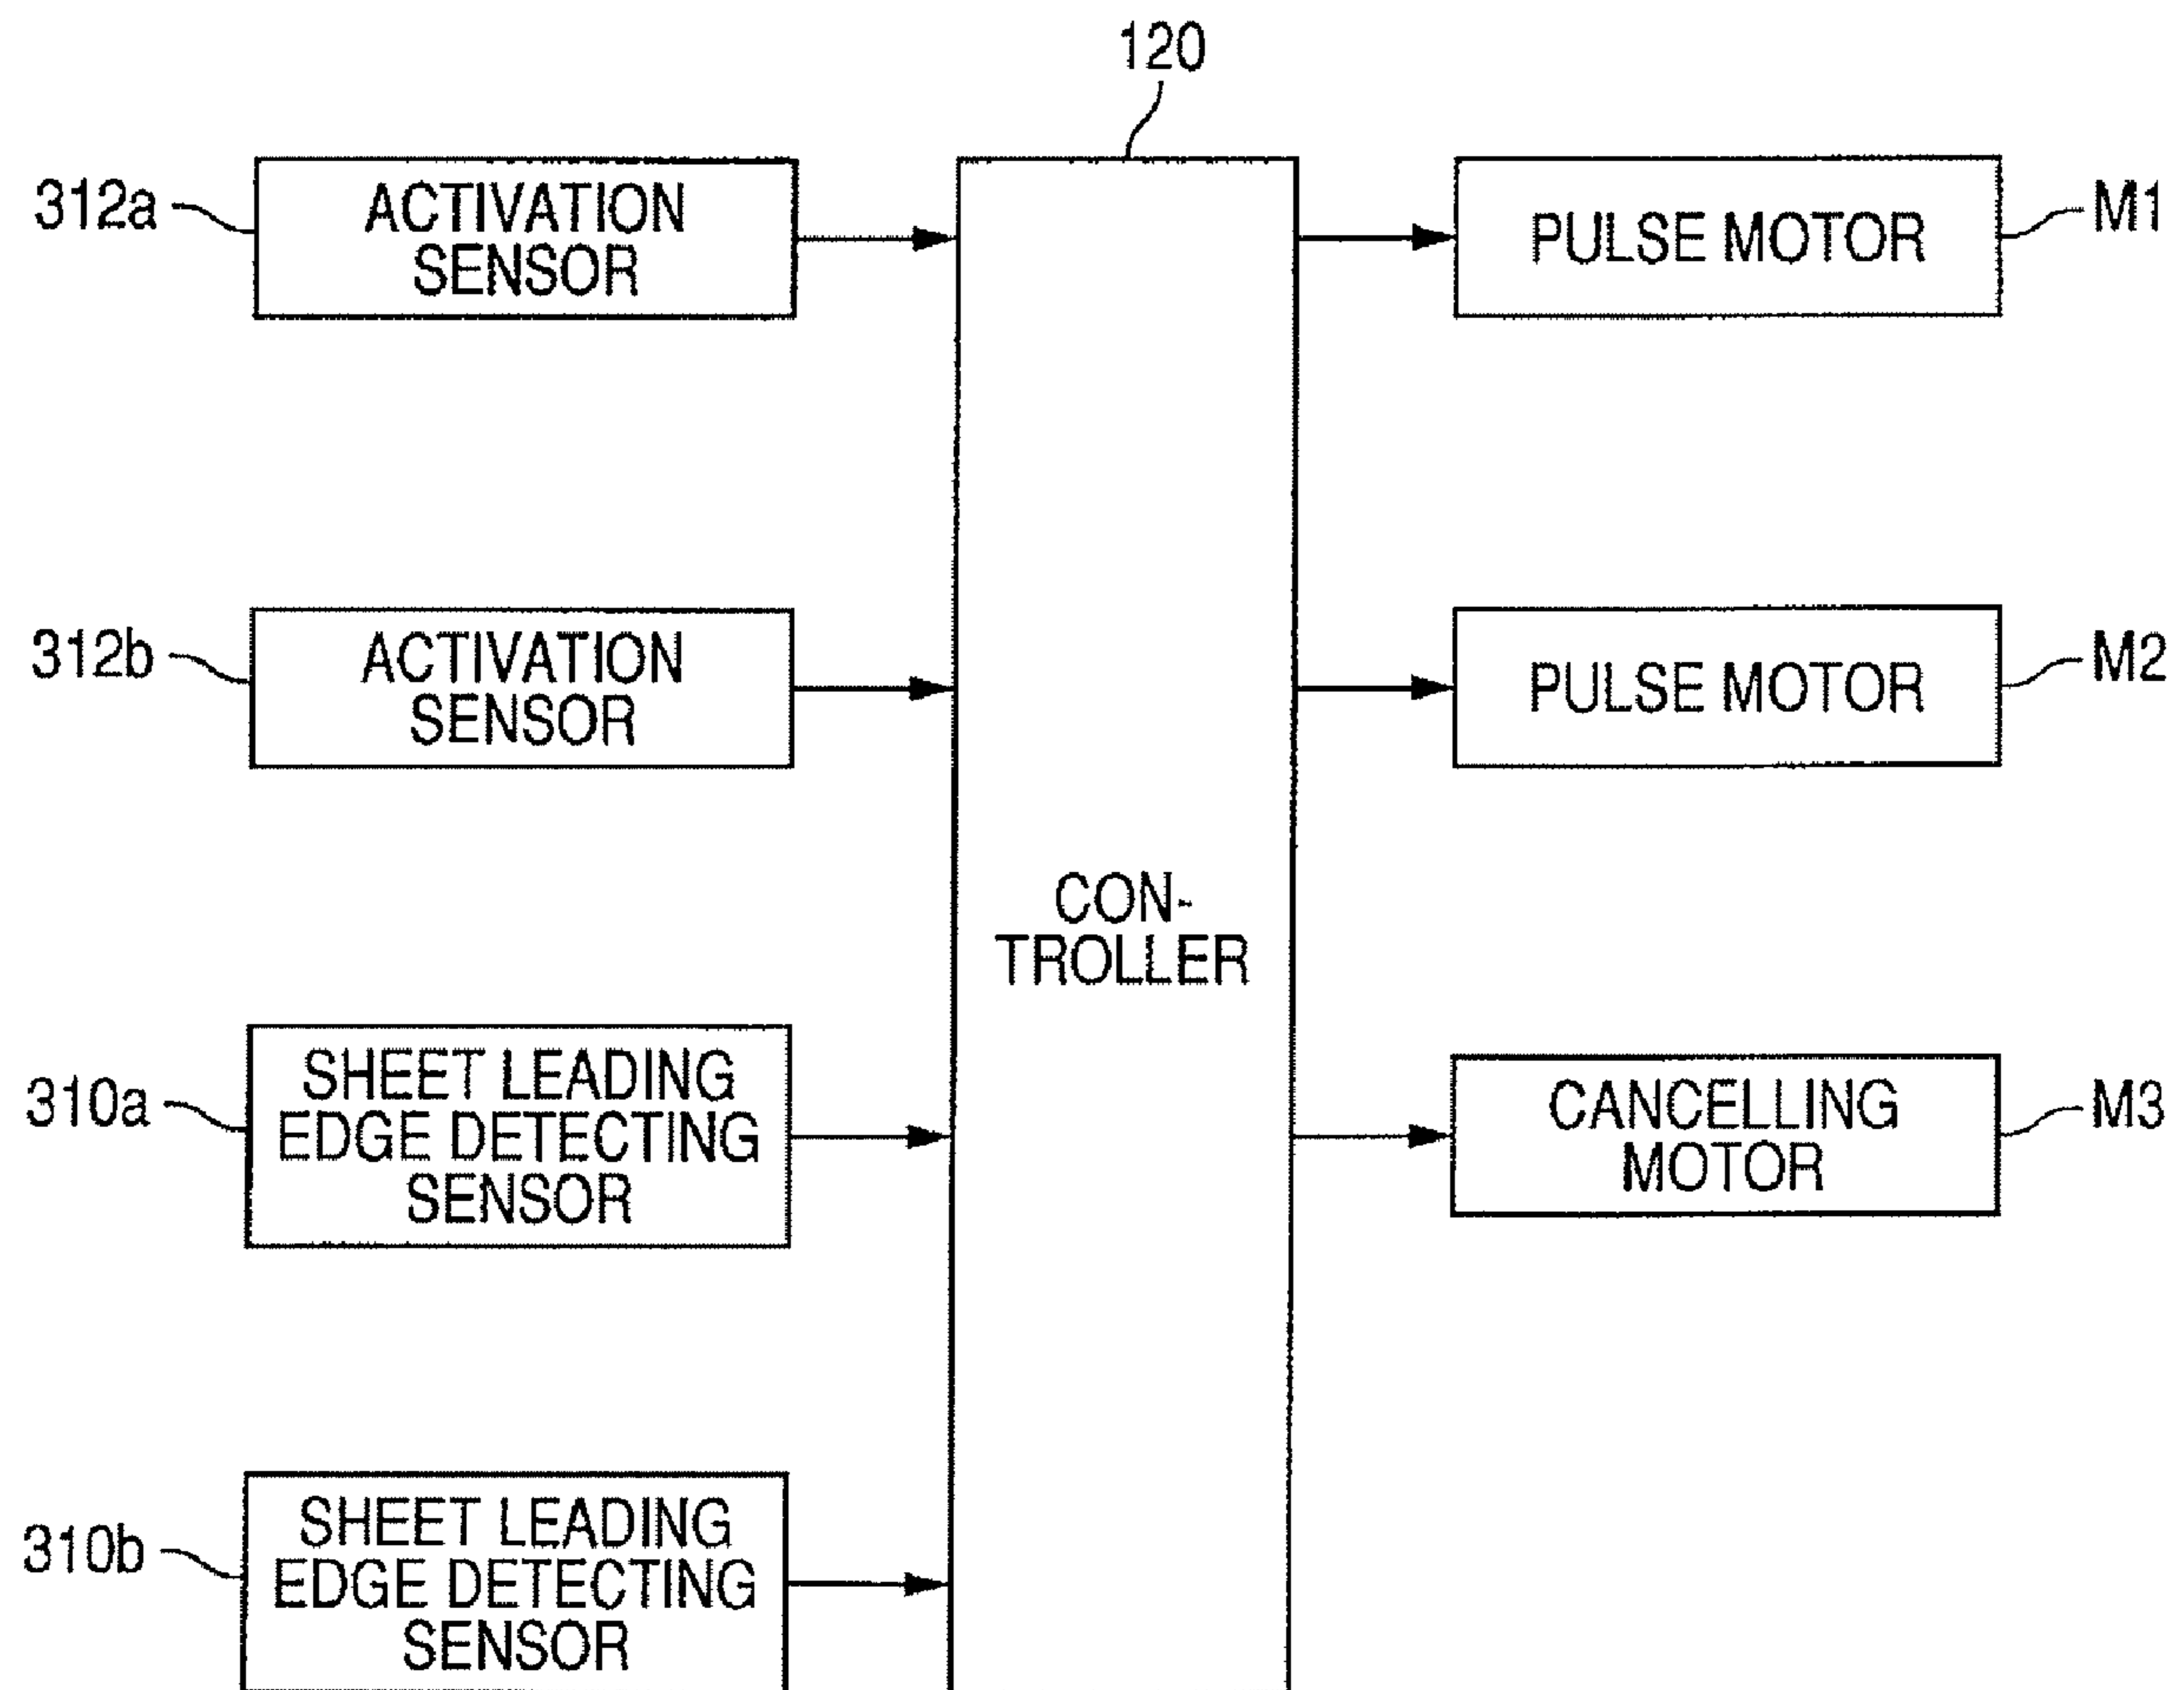 120
312a
ACTIVATION
SENSOR
PULSE MOTOR
M1
312b
ACTIVATION
SENSOR
PULSE MOTOR
M2
CON-
TROLLER
310a
SHEET LEADING
EDGE DETECTING
SENSOR
CANCELLING
MOTOR
M3
310b
SHEET LEADING
EDGE DETECTING
SENSOR